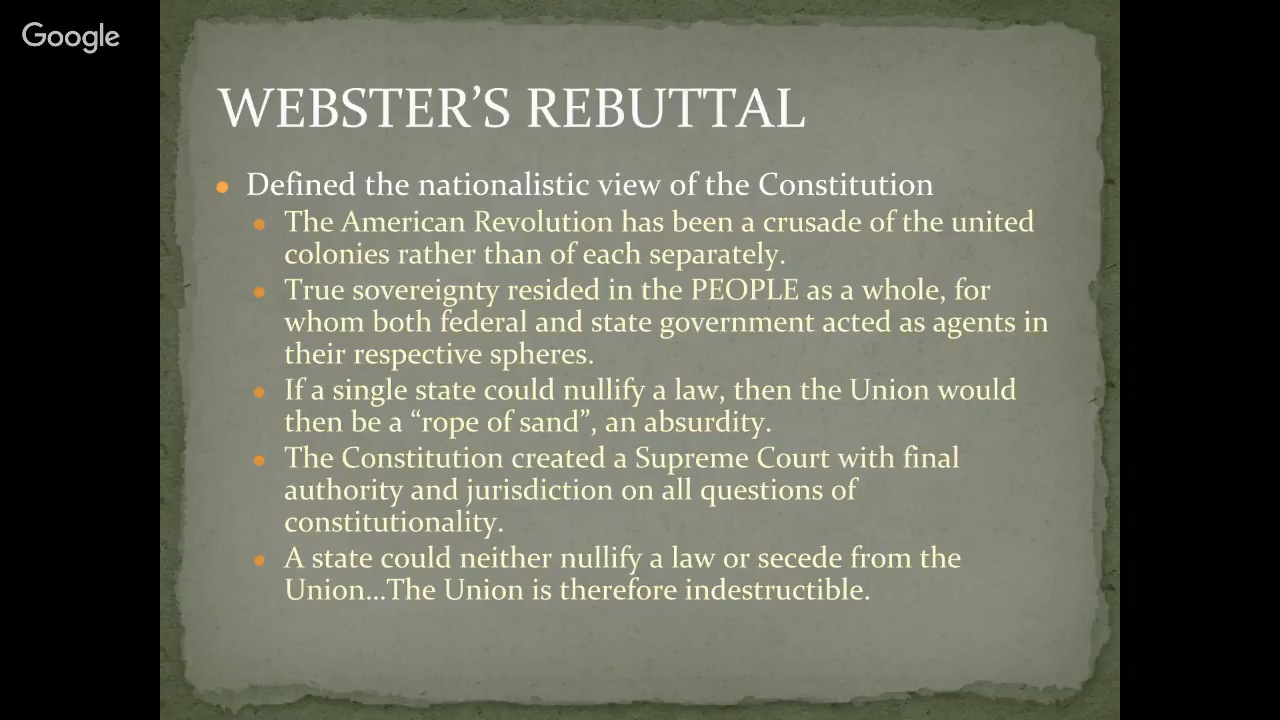 Google
WEBSTER’S REBUTTAL
Defined the nationalistic view of the Constitution
The American Revolution has been a crusade of the united
colonies rather than of each separately.
True sovereignty resided in the PEOPLE as a whole, for
whom both federal and state government acted as agents in
their respective spheres.
If a single state could nullify a law, then the Union would
then be a “rope of sand”, an absurdity.
The Constitution created a Supreme Court with final
authority and jurisdiction on all questions of
constitutionality.
A state could neither nullify a law or secede from the
Union…The Union is therefore indestructible.